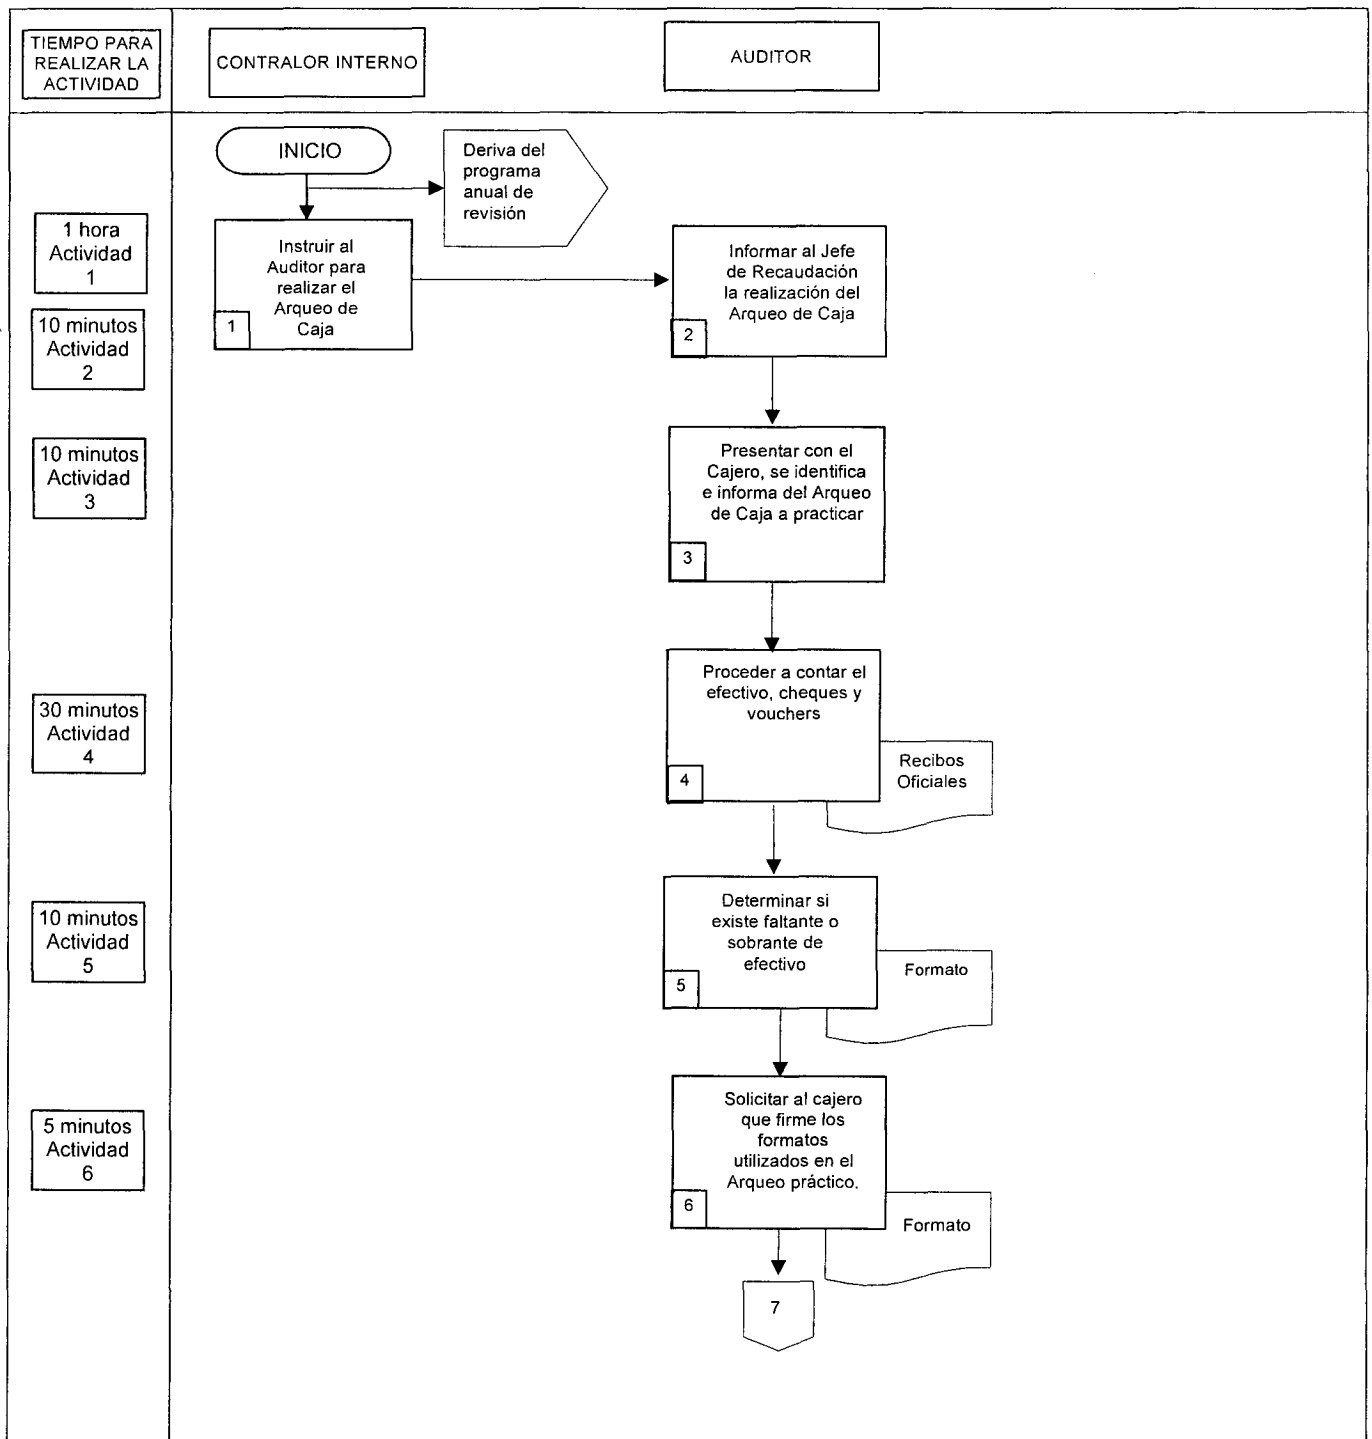 TIEMPO PARA
REALIZAR LA
ACTIVIDAD
CONTRALOR INTERNO
AUDITOR
INICIO
Deriva del
programa
anual de
revisión
1 hora
Actividad
1
Instruir al
Auditor para
realizar el
Arqueo de
Caja
1
Informar al Jefe
de Recaudación
la realización del
Arqueo de Caja
2
10 minutos
Actividad
2
10 minutos
Actividad
3
Presentar con el
Cajero, se identifica
e informa del Arqueo
de Caja a practicar
3
30 minutos
Actividad
4
Proceder a contar el
efectivo, cheques y
vouchers
4
Recibos
Oficiales
10 minutos
Actividad
5
Determinar si
existe faltante o
sobrante de
efectivo
5
Formato
5 minutos
Actividad
6
Solicitar al cajero
que firme los
formatos
utilizados en el
Arqueo práctico.
6
Formato
7